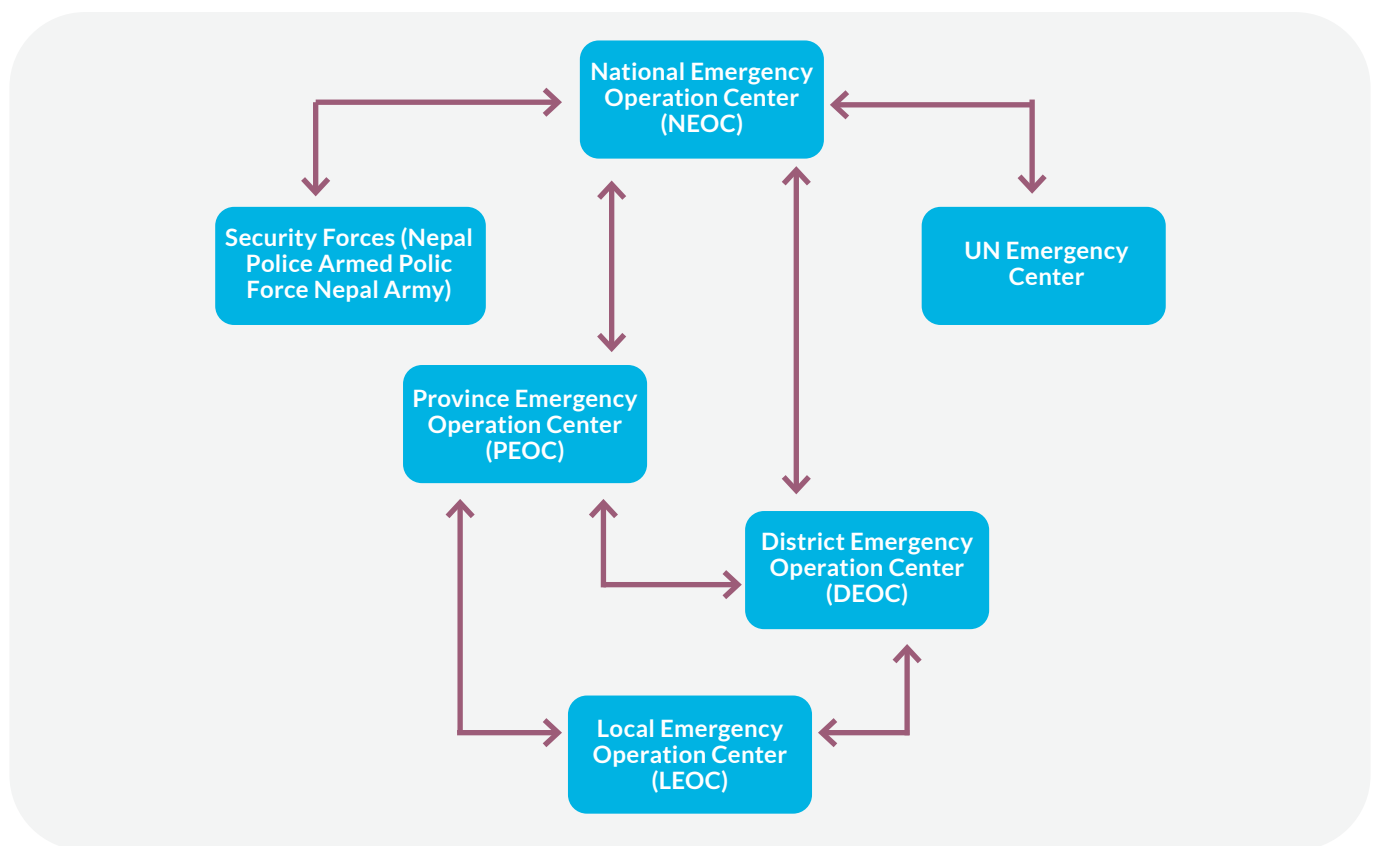 National Emergency
Operation Center
(NEOC)
Security Forces (Nepal
Police Armed Polic
Force Nepal Army)
UN Emergency
Center
Province Emergency
Operation Center
(PEOC)
District Emergency
Operation Center
(DEOC)
Local Emergency
Operation Center
(LEOC)